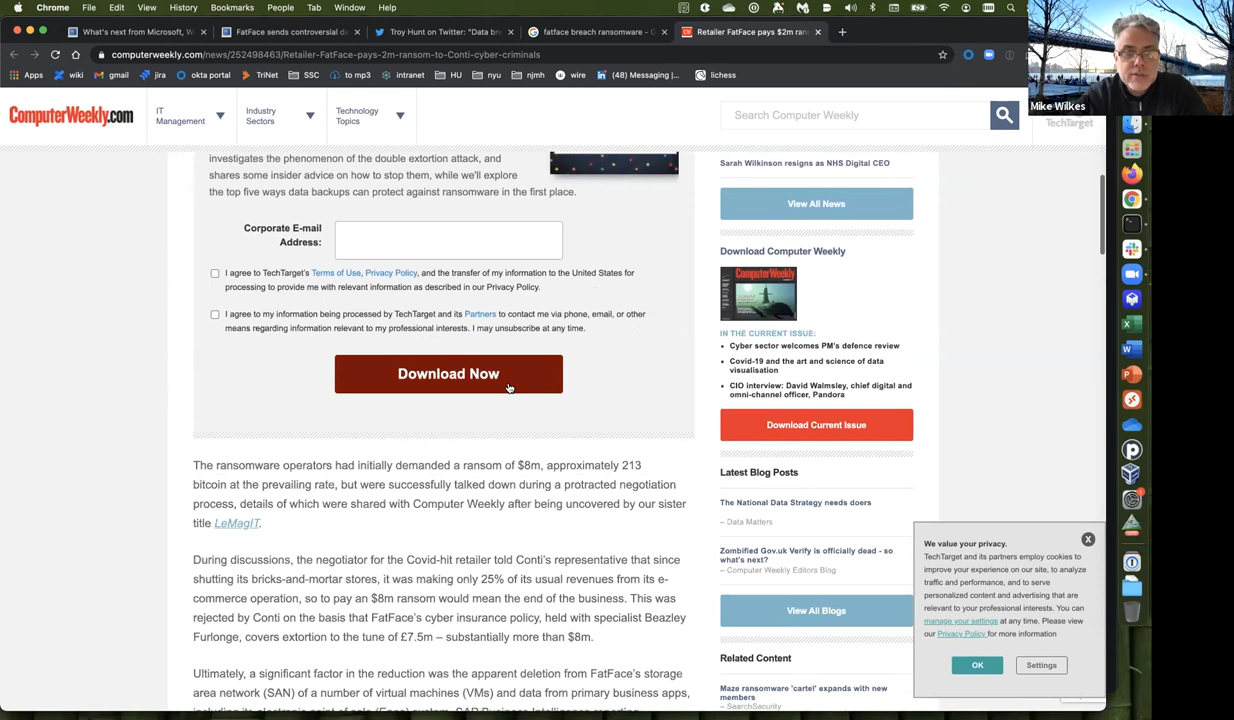 Chrome File Edit View History Bookmarks People Tab Window Help
What's next from Microsoft, W
FatFace sends controversial da
Troy Hunt on Twitter: "Data bre
fatface breach ransomware - G
Retailer FatFace pays $2m ran
computerweekly.com/news/252498463/Retailer-FatFace-pays-2m-ransom-to-Conti-cyber-criminals
Apps wiki gmail jira okta portal TriNet SSC to mp3 intranet HU nyu njmh wire (48) Messaging |... lichess
Mike Wilkes
ComputerWeekly.com
IT
Management
Industry
Sectors
Technology
Topics
Search Computer Weekly
TechTarget
investigates the phenomenon of the double extortion attack, and
shares some insider advice on how to stop them, while we'll explore
the top five ways data backups can protect against ransomware in the first place.
Corporate E-mail
Address:
I agree to TechTarget's Terms of Use, Privacy Policy, and the transfer of my information to the United States for
processing to provide me with relevant information as described in our Privacy Policy.
I agree to my information being processed by TechTarget and its Partners to contact me via phone, email, or other
means regarding information relevant to my professional interests. I may unsubscribe at any time.
Download Now
The ransomware operators had initially demanded a ransom of $8m, approximately 213
bitcoin at the prevailing rate, but were successfully talked down during a protracted negotiation
process, details of which were shared with Computer Weekly after being uncovered by our sister
title LeMagIT.
During discussions, the negotiator for the Covid-hit retailer told Conti's representative that since
shutting its bricks-and-mortar stores, it was making only 25% of its usual revenues from its e-
commerce operation, so to pay an $8m ransom would mean the end of the business. This was
rejected by Conti on the basis that FatFace's cyber insurance policy, held with specialist Beazley
Furlonge, covers extortion to the tune of £7.5m – substantially more than $8m.
Ultimately, a significant factor in the reduction was the apparent deletion from FatFace's storage
area network (SAN) of a number of virtual machines (VMs) and data from primary business apps,
Sarah Wilkinson resigns as NHS Digital CEO
View All News
Download Computer Weekly
ComputerWeekly
IN THE CURRENT ISSUE:
Cyber sector welcomes PM's defence review
Covid-19 and the art and science of data
visualisation
CIO interview: David Walmsley, chief digital and
omni-channel officer, Pandora
Download Current Issue
Latest Blog Posts
The National Data Strategy needs doers
– Data Matters
Zombified Gov.uk Verify is officially dead - so
what's next?
– Computer Weekly Editors Blog
View All Blogs
Related Content
Maze ransomware 'cartel' expands with new
members
– SearchSecurity
We value your privacy.
X
TechTarget and its partners employ cookies to
improve your experience on our site, to analyze
traffic and performance, and to serve
personalized content and advertising that are
relevant to your professional interests. You can
manage your settings at any time. Please view
our Privacy Policy for more information
OK
Settings